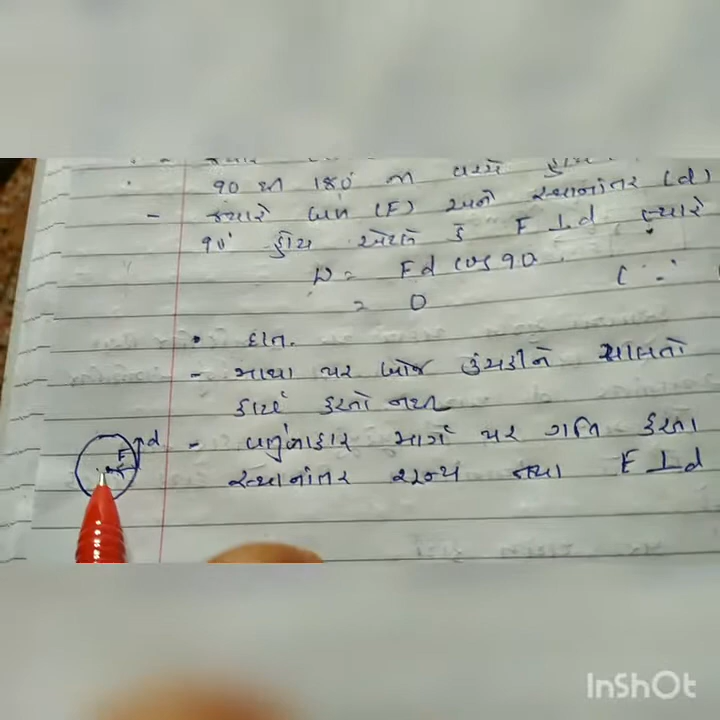 90 થી 180 ના વચ્ચે હોય
- જ્યારે બળ (F) અને સ્થાનાંતર (d)
90° હોય એટલે કે F ⊥ d ત્યારે
W = Fd cos 90
= 0
• દા.ત.
- માથા પર બોજ ઉંચકીને ચાલતો
કાર્ય કરતો નથી
- વર્તુળાકાર માર્ગ પર ગતિ કરતા
સ્થાનાંતર શૂન્ય તથા F ⊥ d
d
F
InShOt